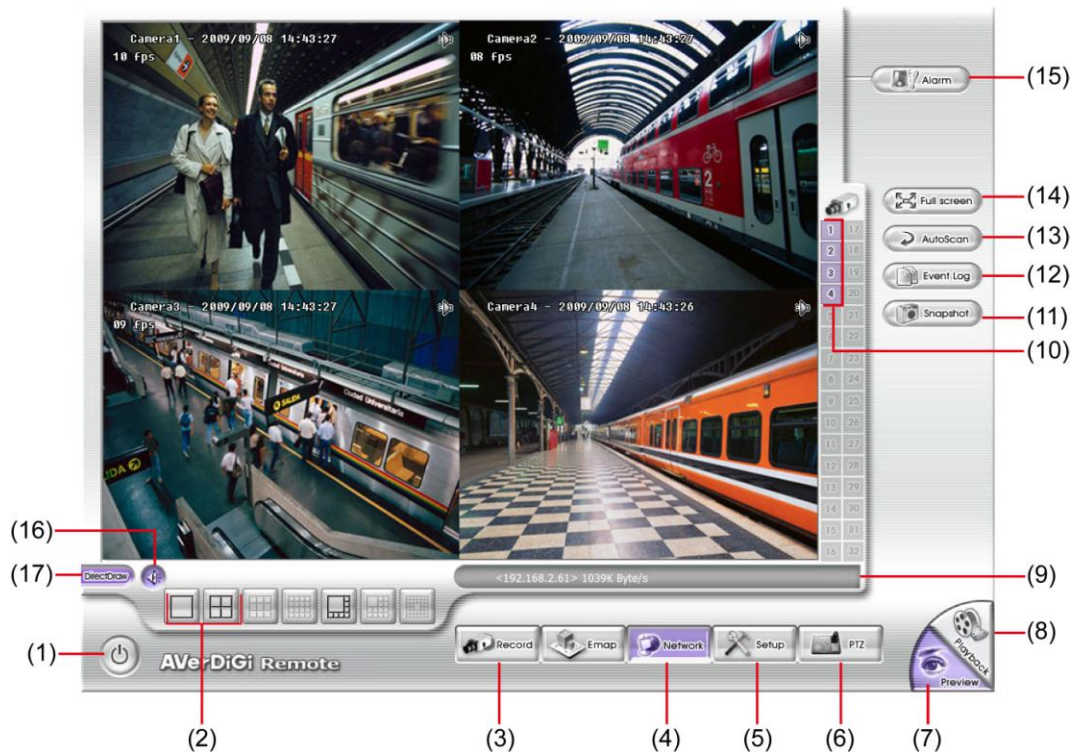 Camera1 - 2009/09/08 14:43:27
10 fps
Camera2 - 2009/09/08 14:43:27
08 fps
2
Camera3 - 2009/09/08 14:43:27
09 fps
Ciudad Universitaria
SALIDA
Camera4 - 2009/09/08 14:43:26
Alarm
(15)
Full screen
(14)
AutoScan
(13)
Event Log
(12)
Snapshot
(11)
(10)
1 17
2 18
3 19
4 20
21
22
7 23
8 24
9 25
10 26
11 27
12 28
13 29
14 30
15 31
16 32
(16)
(17)
DirectDraw
<192.168.2.61> 1039K Byte/s
(9)
(1)
AVerDiGi Remote
Record
Emap
Network
Setup
PTZ
Playback
Preview
(8)
(2)
(3)
(4)
(5)
(6)
(7)